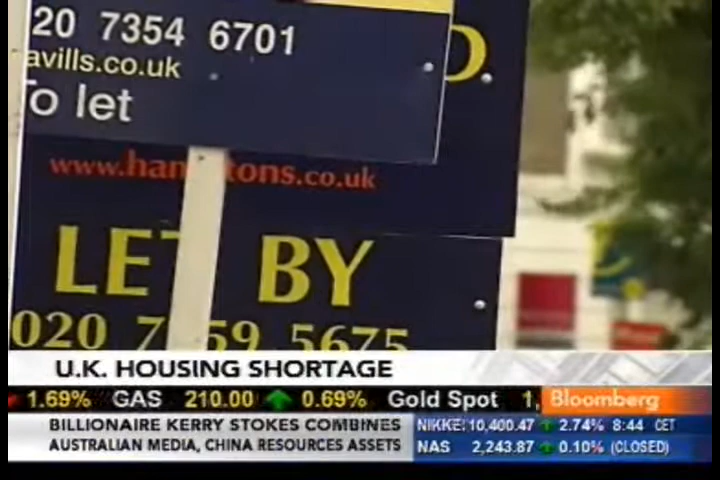 20 7354 6701
D.
avills.co.uk
To let
www.ham tons.co.uk
LET BY
020 7 59 5675
U.K. HOUSING SHORTAGE
1.69% GAS 210.00 0.69% Gold Spot 1,
Bloomberg
BILLIONAIRE KERRY STOKES COMBINES
AUSTRALIAN MEDIA, CHINA RESOURCES ASSETS
NIKKEI 10,400.47 2.74% 8:44 CET
NAS 2,243.87 0.10% (CLOSED)